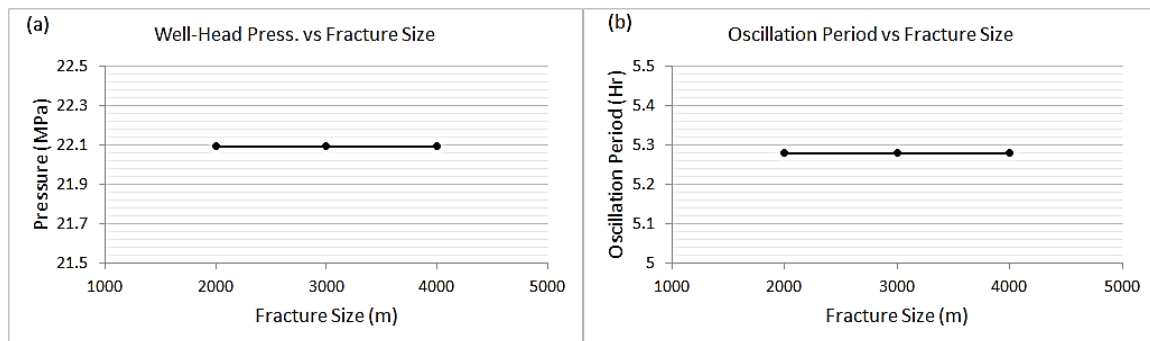 (a)
Well-Head Press. vs Fracture Size
Pressure (MPa)
22.5
22.3
22.1
21.9
21.7
21.5
1000 2000 3000 4000 5000
Fracture Size (m)
(b)
Oscillation Period vs Fracture Size
Oscillation Period (Hr)
5.5
5.4
5.3
5.2
5.1
5
1000 2000 3000 4000 5000
Fracture Size (m)